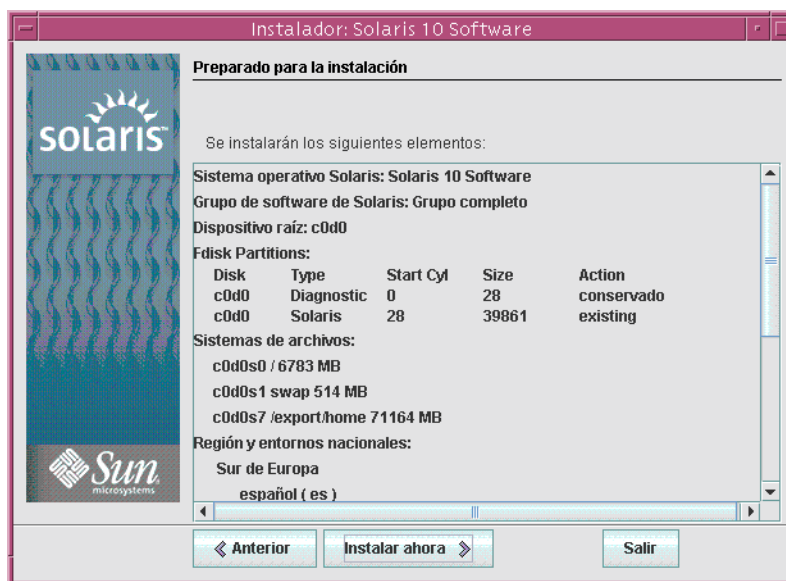 Instalador: Solaris 10 Software
solaris™
Preparado para la instalación
Se instalarán los siguientes elementos:
Sistema operativo Solaris: Solaris 10 Software
Grupo de software de Solaris: Grupo completo
Dispositivo raíz: c0d0
Fdisk Partitions:
Disk Type Start Cyl Size Action
c0d0 Diagnostic 0 28 conservado
c0d0 Solaris 28 39861 existing
Sistemas de archivos:
c0d0s0 / 6783 MB
c0d0s1 swap 514 MB
c0d0s7 /export/home 71164 MB
Región y entornos nacionales:
Sur de Europa
español ( es )
Sun
microsystems
Anterior Instalar ahora Salir